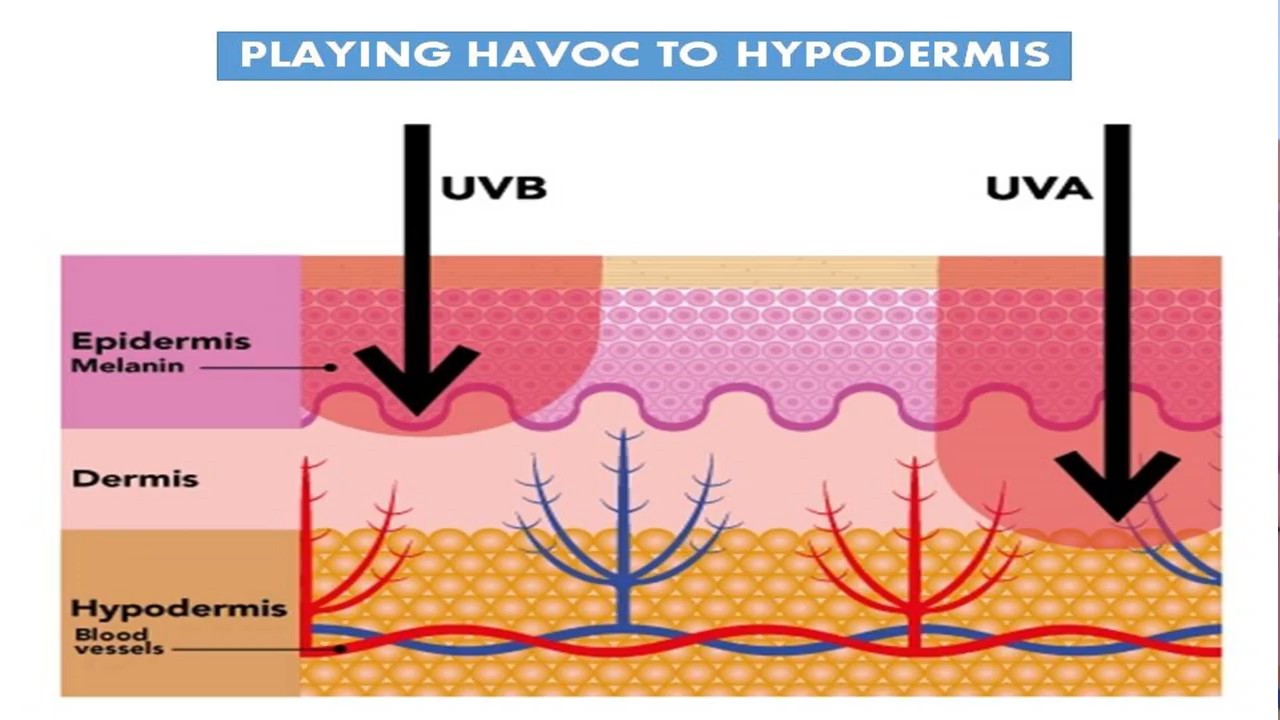 PLAYING HAVOC TO HYPODERMIS
UVB
UVA
Epidermis
Melanin
Dermis
Hypodermis
Blood
vessels